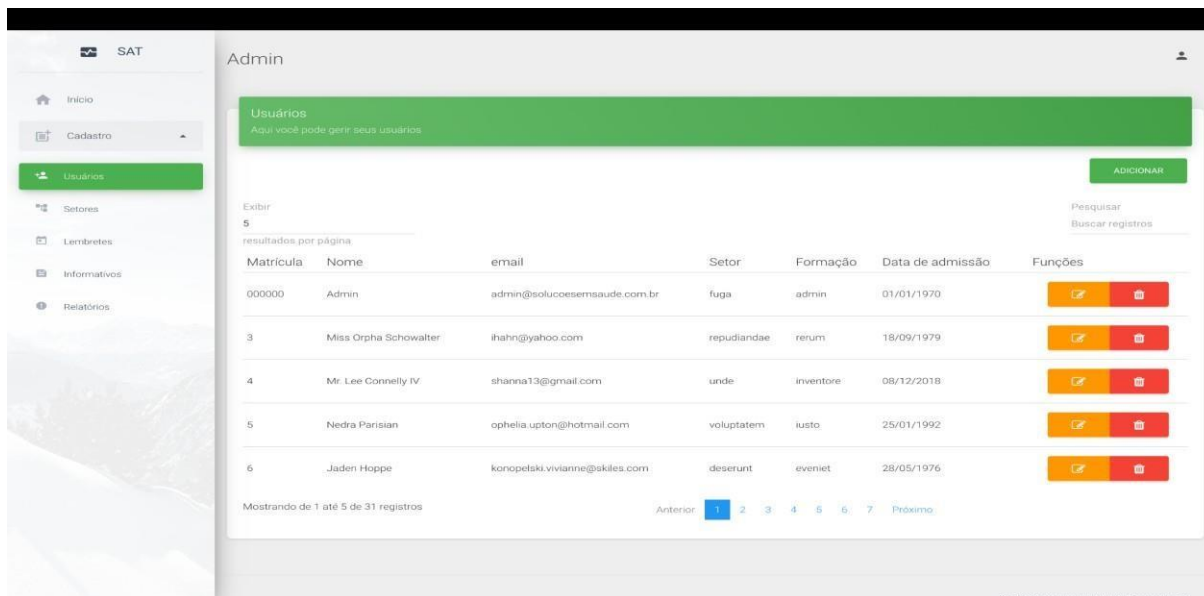 SAT
Admin
Início
Cadastro
Usuários
Setores
Lembretes
Informativos
Relatórios
Usuários
Aqui você pode gerir seus usuários
ADICIONAR
Exibir
5
resultados por página
Pesquisar
Buscar registros
Matrícula Nome email Setor Formação Data de admissão Funções
000000 Admin admin@solucoesemsaude.com.br fuga admin 01/01/1970
3 Miss Orpha Schowalter ihahn@yahoo.com repudiandae rerum 18/09/1979
4 Mr. Lee Connelly IV shanna13@gmail.com unde inventore 08/12/2018
5 Nedra Parisian ophelia.upton@hotmail.com voluptatem iusto 25/01/1992
6 Jaden Hoppe konopelski.vivianne@skiles.com deserunt eveniet 28/05/1976
Mostrando de 1 até 5 de 31 registros
Anterior 1 2 3 4 5 6 7 Próximo